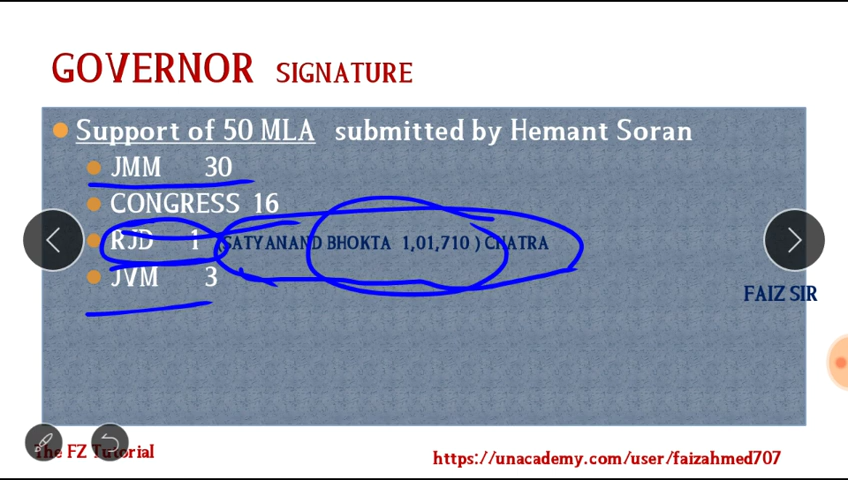 GOVERNOR SIGNATURE
Support of 50 MLA submitted by Hemant Soran
JMM 30
CONGRESS 16
RJD 1 (SATYANAND BHOKTA 1,01,710 ) CHATRA
JVM 3
FAIZ SIR
The FZ Tutorial
https://unacademy.com/user/faizahmed707